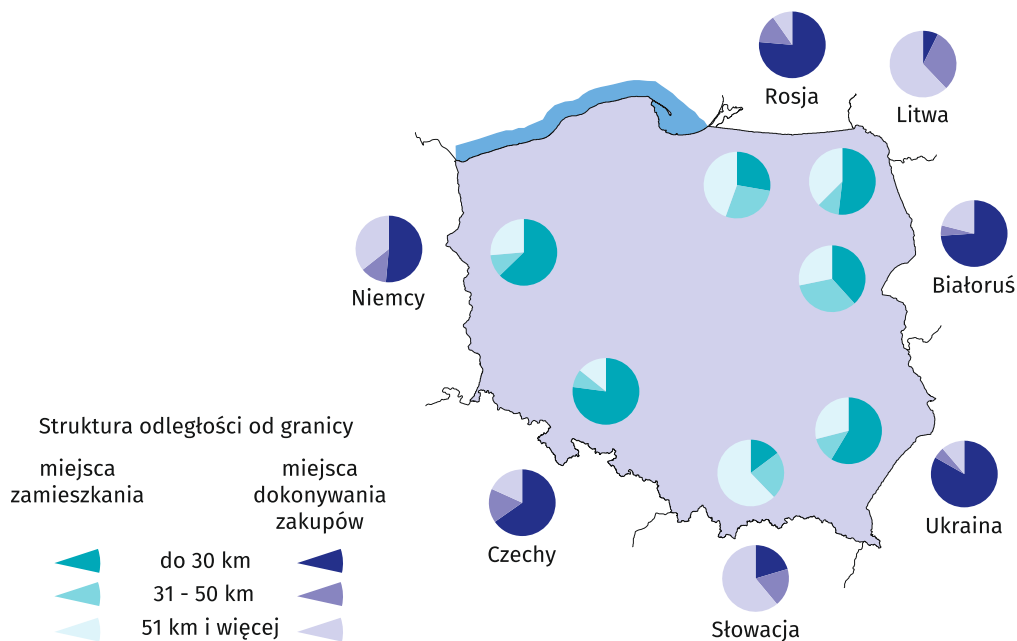 Rosja
Litwa
Niemcy
Białoruś
Struktura odległości od granicy
miejsca
zamieszkania
miejsca
dokonywania
zakupów
do 30 km
31 - 50 km
51 km i więcej
Czechy
Ukraina
Słowacja